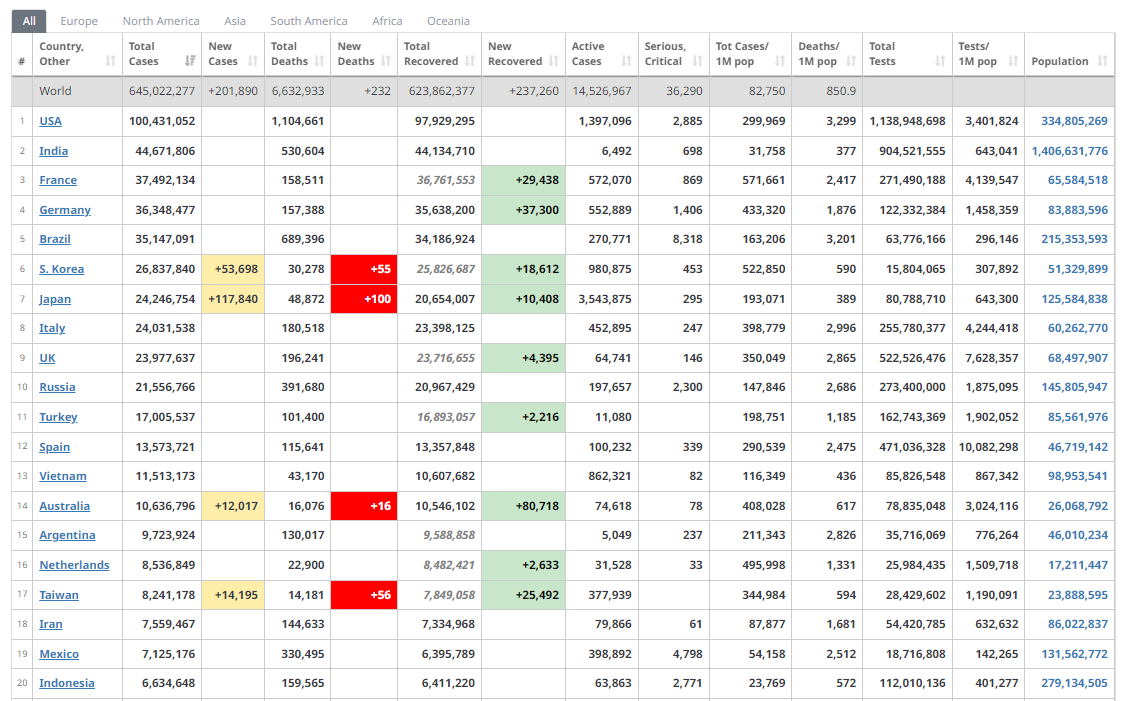 All Europe North America Asia South America Africa Oceania
# Country, Other Total Cases New Cases Total Deaths New Deaths Total Recovered New Recovered Active Cases Serious, Critical Tot Cases/ 1M pop Deaths/ 1M pop Total Tests Tests/ 1M pop Population
World 645,022,277 +201,890 6,632,933 +232 623,862,377 +237,260 14,526,967 36,290 82,750 850.9
1 USA 100,431,052 1,104,661 97,929,295 1,397,096 2,885 299,969 3,299 1,138,948,698 3,401,824 334,805,269
2 India 44,671,806 530,604 44,134,710 6,492 698 31,758 377 904,521,555 643,041 1,406,631,776
3 France 37,492,134 158,511 36,761,553 +29,438 572,070 869 571,661 2,417 271,490,188 4,139,547 65,584,518
4 Germany 36,348,477 157,388 35,638,200 +37,300 552,889 1,406 433,320 1,876 122,332,384 1,458,359 83,883,596
5 Brazil 35,147,091 689,396 34,186,924 270,771 8,318 163,206 3,201 63,776,166 296,146 215,353,593
6 S. Korea 26,837,840 +53,698 30,278 +55 25,826,687 +18,612 980,875 453 522,850 590 15,804,065 307,892 51,329,899
7 Japan 24,246,754 +117,840 48,872 +100 20,654,007 +10,408 3,543,875 295 193,071 389 80,788,710 643,300 125,584,838
8 Italy 24,031,538 180,518 23,398,125 452,895 247 398,779 2,996 255,780,377 4,244,418 60,262,770
9 UK 23,977,637 196,241 23,716,655 +4,395 64,741 146 350,049 2,865 522,526,476 7,628,357 68,497,907
10 Russia 21,556,766 391,680 20,967,429 197,657 2,300 147,846 2,686 273,400,000 1,875,095 145,805,947
11 Turkey 17,005,537 101,400 16,893,057 +2,216 11,080 198,751 1,185 162,743,369 1,902,052 85,561,976
12 Spain 13,573,721 115,641 13,357,848 100,232 339 290,539 2,475 471,036,328 10,082,298 46,719,142
13 Vietnam 11,513,173 43,170 10,607,682 862,321 82 116,349 436 85,826,548 867,342 98,953,541
14 Australia 10,636,796 +12,017 16,076 +16 10,546,102 +80,718 74,618 78 408,028 617 78,835,048 3,024,116 26,068,792
15 Argentina 9,723,924 130,017 9,588,858 5,049 237 211,343 2,826 35,716,069 776,264 46,010,234
16 Netherlands 8,536,849 22,900 8,482,421 +2,633 31,528 33 495,998 1,331 25,984,435 1,509,718 17,211,447
17 Taiwan 8,241,178 +14,195 14,181 +56 7,849,058 +25,492 377,939 344,984 594 28,429,602 1,190,091 23,888,595
18 Iran 7,559,467 144,633 7,334,968 79,866 61 87,877 1,681 54,420,785 632,632 86,022,837
19 Mexico 7,125,176 330,495 6,395,789 398,892 4,798 54,158 2,512 18,716,808 142,265 131,562,772
20 Indonesia 6,634,648 159,565 6,411,220 63,863 2,771 23,769 572 112,010,136 401,277 279,134,505